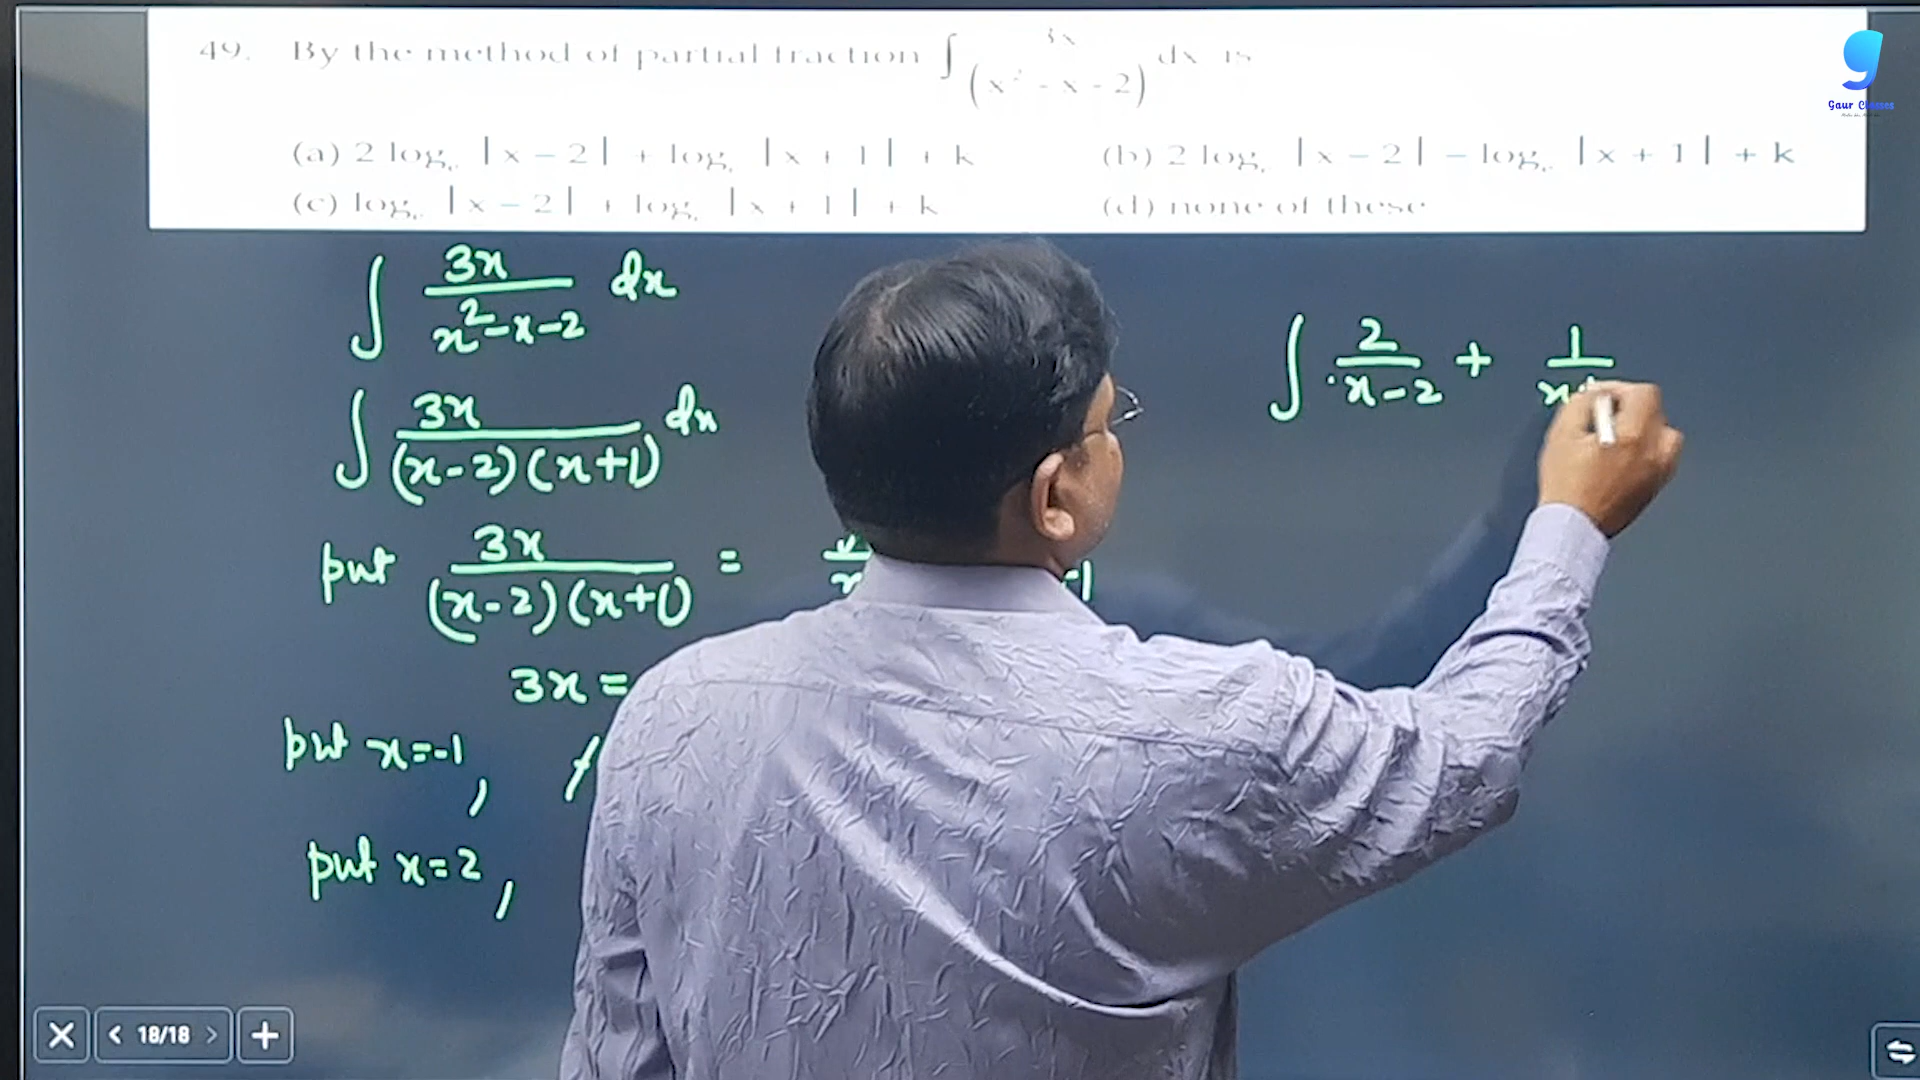 49. By the method of partial fraction ∫ 3x / (x² - x - 2) dx is
(a) 2 logₑ |x - 2| + logₑ |x + 1| + k
(b) 2 logₑ |x - 2| - logₑ |x + 1| + k
(c) logₑ |x - 2| + logₑ |x + 1| + k
(d) none of these
Gaur Classes
∫ 3x / x²-x-2 dx
∫ 3x / (x-2)(x+1) dx
put 3x / (x-2)(x+1) =
3x =
put x=-1,
put x=2,
∫ 2 / x-2 + 1 /
18/18